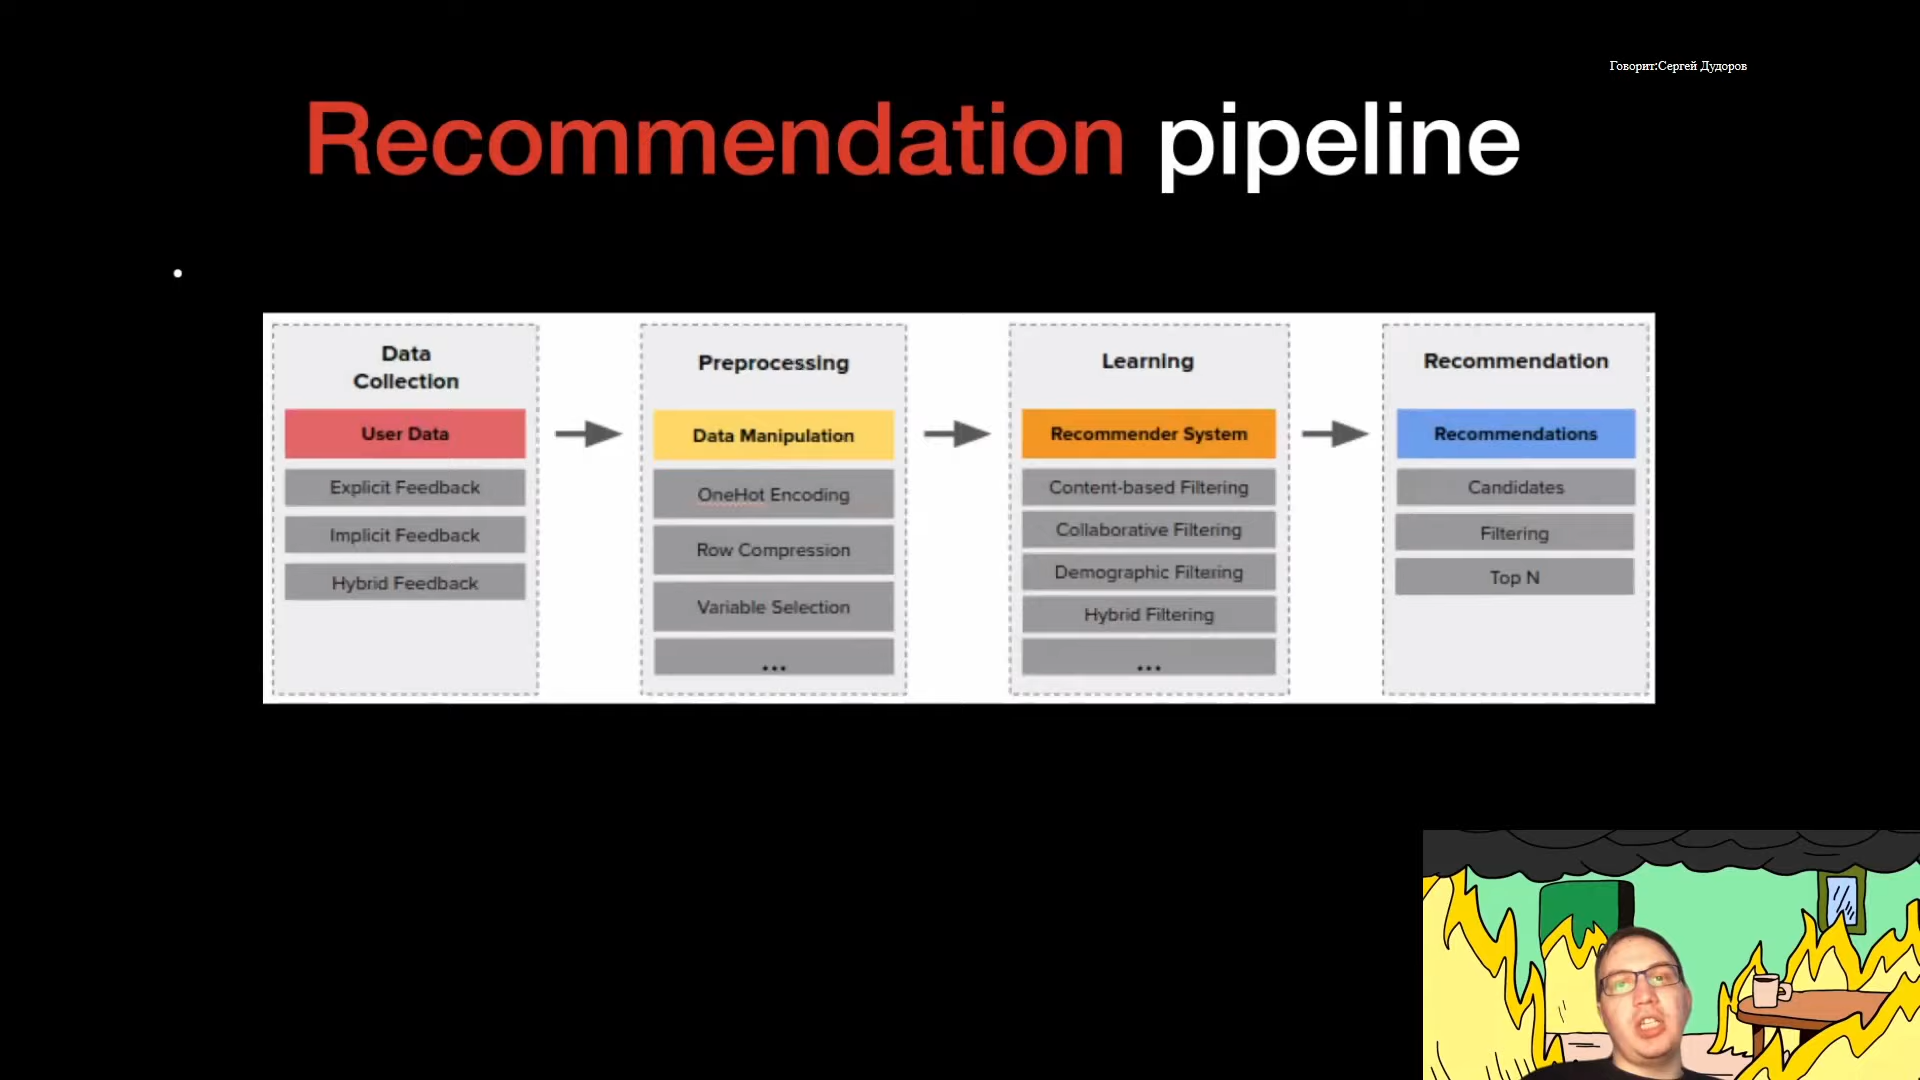 Говорит:Сергей Дудоров
Recommendation pipeline
Data
Collection
User Data
Explicit Feedback
Implicit Feedback
Hybrid Feedback
Preprocessing
Data Manipulation
OneHot Encoding
Row Compression
Variable Selection
...
Learning
Recommender System
Content-based Filtering
Collaborative Filtering
Demographic Filtering
Hybrid Filtering
...
Recommendation
Recommendations
Candidates
Filtering
Top N